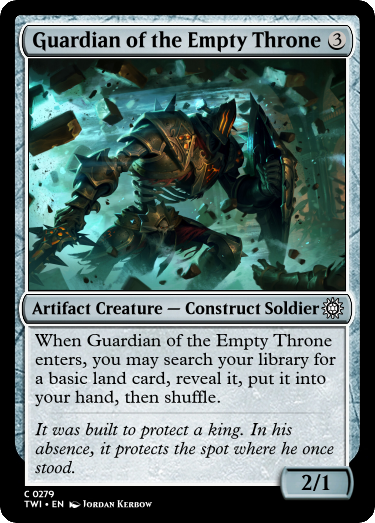 Guardian of the Empty Throne 3
Artifact Creature — Construct Soldier
When Guardian of the Empty Throne
enters, you may search your library for
a basic land card, reveal it, put it into
your hand, then shuffle.
It was built to protect a king. In his
absence, it protects the spot where he once
stood.
2/1
C 0279
TWI • EN Jordan Kerbow